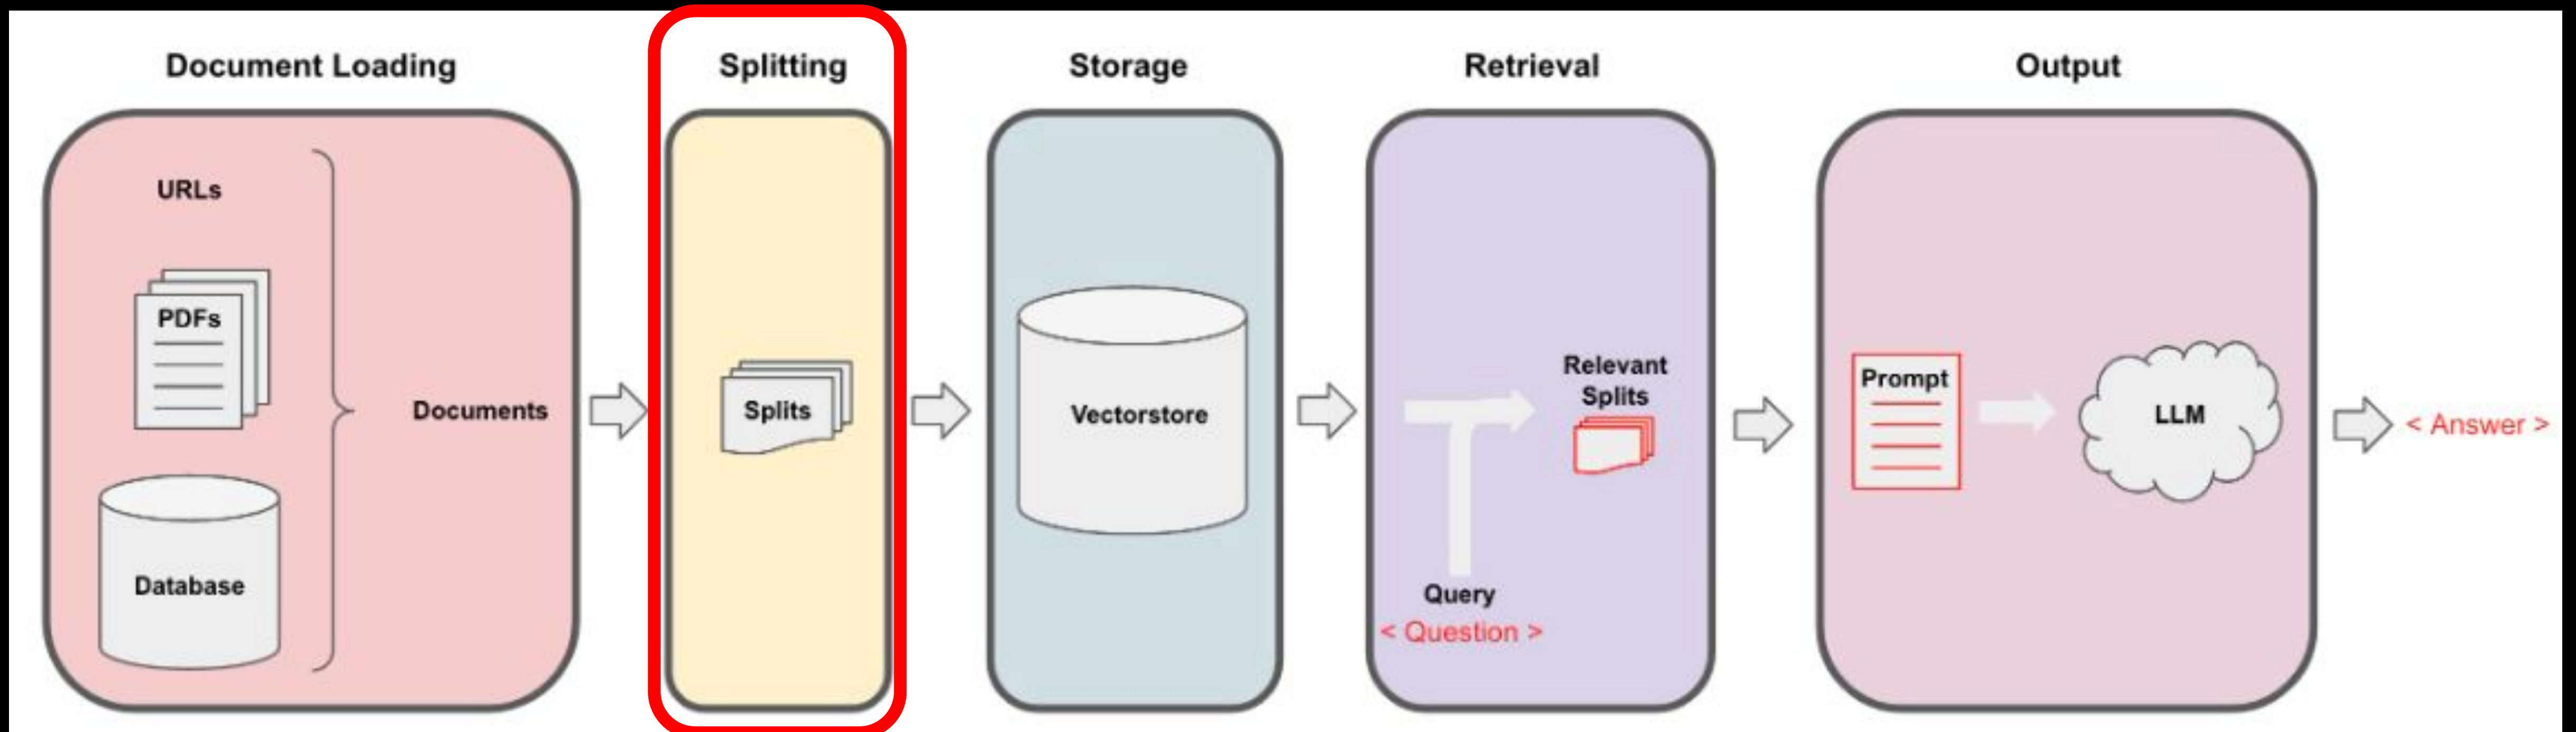 Document Loading
Splitting
Storage
Retrieval
Output
URLs
PDFs
Database
Documents
Splits
Vectorstore
Relevant
Splits
Query
< Question >
Prompt
LLM
< Answer >